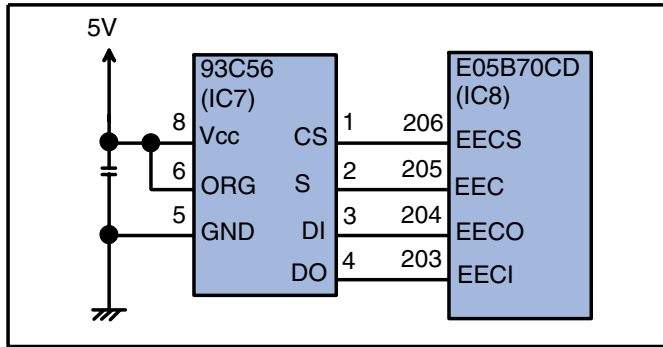 5V
93C56
(IC7)
E05B70CD
(IC8)
8 Vcc CS 1 206 EECS
6 ORG S 2 205 EEC
5 GND DI 3 204 EECO
DO 4 203 EECI